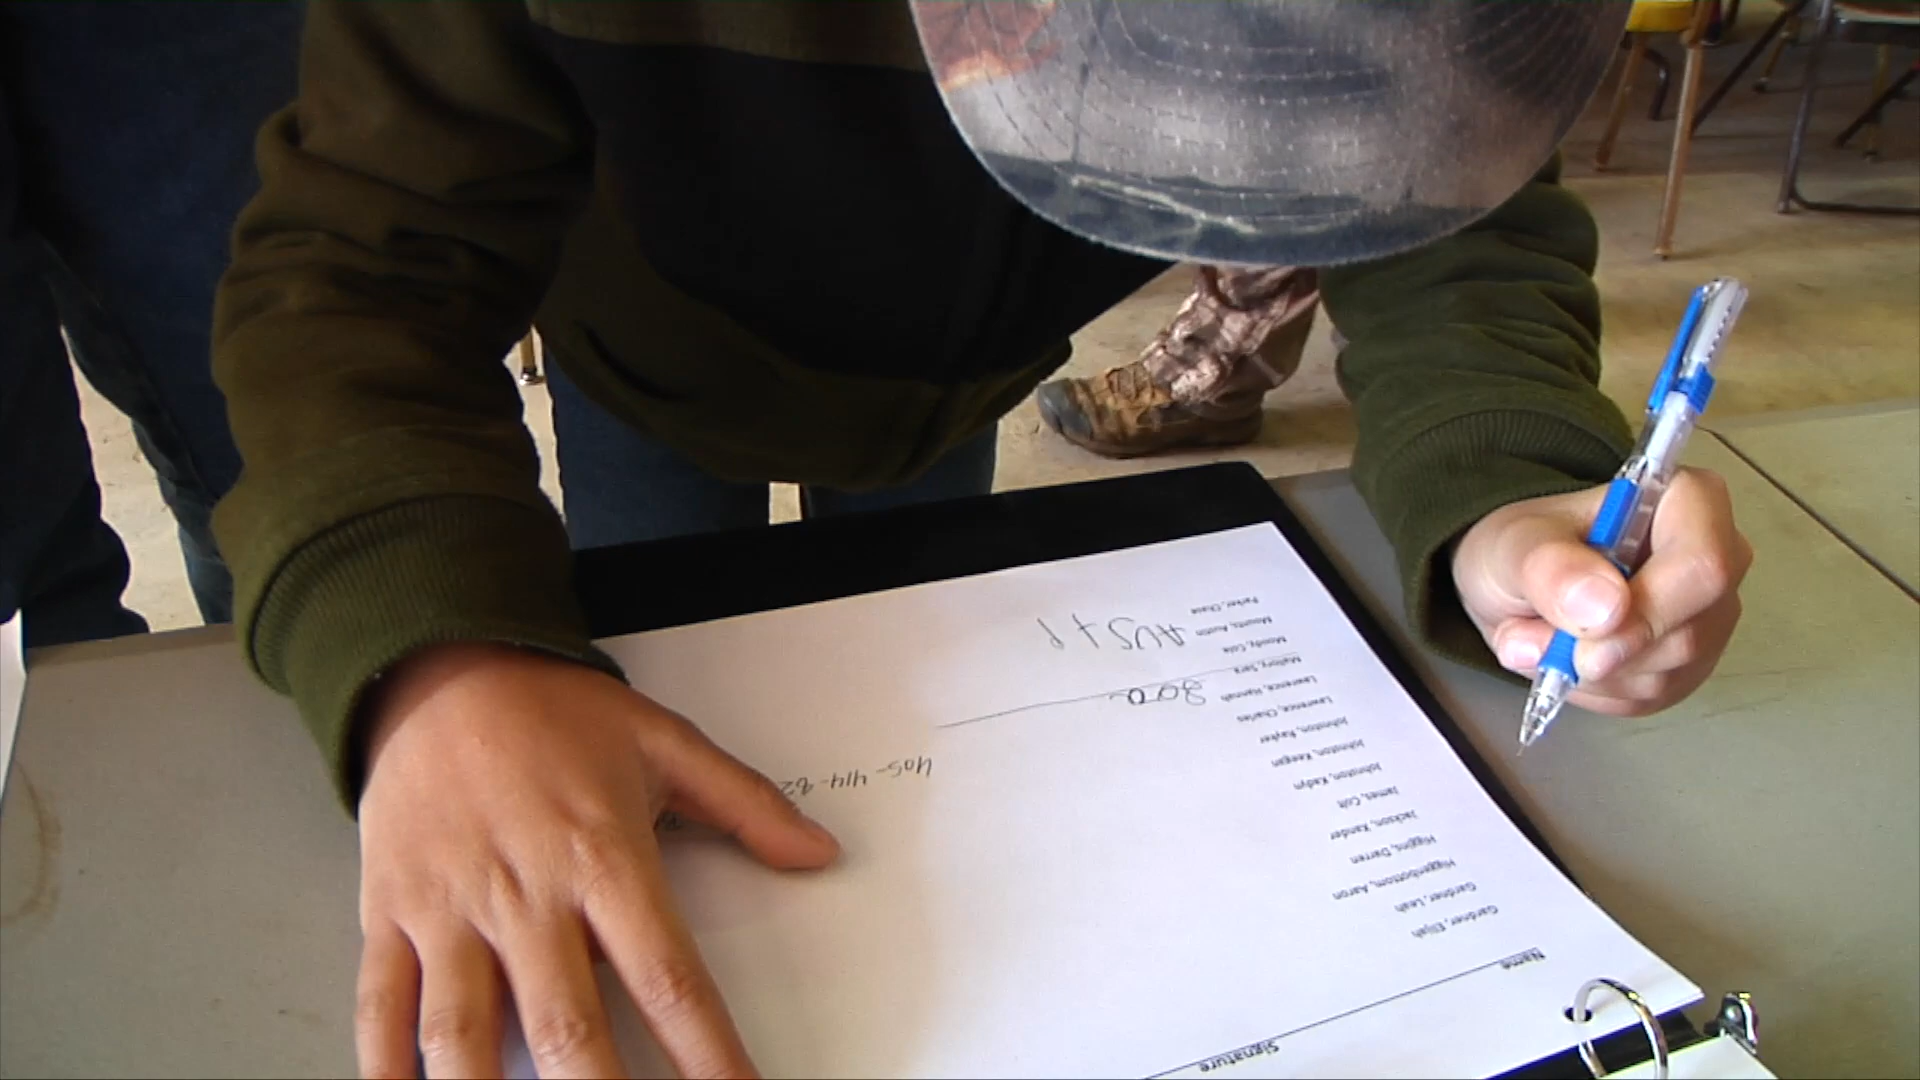 Name Signature
Gardner, Elijah
Gardner, Leah
Higgenbottom, Aaron
Higgins, Darren
Jackson, Xander
James, Colt
Johnston, Kadyn
Johnston, Keegan
Johnston, Kayker
Lawrence, Charles
Lawrence, Hannah
Mallory, Sara
Moody, Cole
Mounts, Austin
Parker, Chase
405-414-